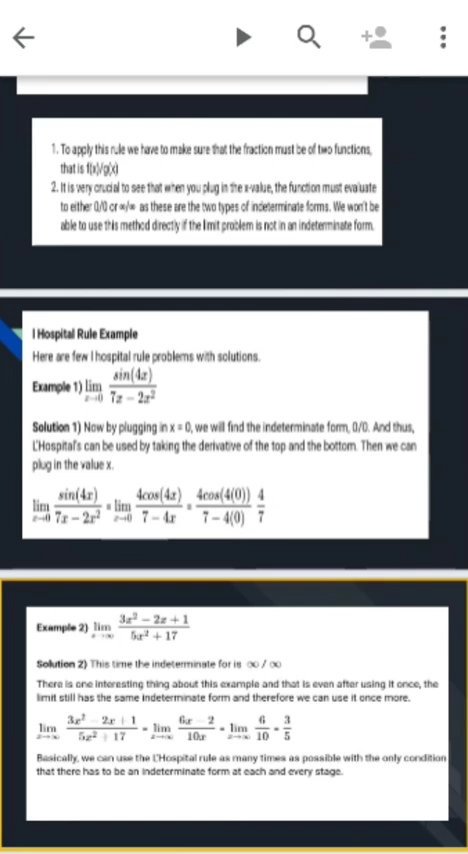 1. To apply this rule we have to make sure that the fraction must be of two functions,
that is f(x)/g(x)
2. It is very crucial to see that when you plug in the x-value, the function must evaluate
to either 0/0 or ∞/∞ as these are the two types of indeterminate forms. We won't be
able to use this method directly if the limit problem is not in an indeterminate form.
l Hospital Rule Example
Here are few l hospital rule problems with solutions.
Example 1) lim x→0 sin(4x) / 7x − 2x²
Solution 1) Now by plugging in x = 0, we will find the indeterminate form, 0/0. And thus,
L'Hospital's can be used by taking the derivative of the top and the bottom. Then we can
plug in the value x.
lim x→0 sin(4x) / 7x − 2x² = lim x→0 4cos(4x) / 7 − 4x = 4cos(4(0)) / 7 − 4(0) 4/7
Example 2) lim x→∞ 3x² − 2x + 1 / 5x² + 17
Solution 2) This time the indeterminate for is ∞ / ∞
There is one interesting thing about this example and that is even after using it once, the
limit still has the same indeterminate form and therefore we can use it once more.
lim x→∞ 3x² 2x + 1 / 5x² + 17 = lim x→∞ 6x 2 / 10x = lim x→∞ 6/10 = 3/5
Basically, we can use the L'Hospital rule as many times as possible with the only condition
that there has to be an indeterminate form at each and every stage.